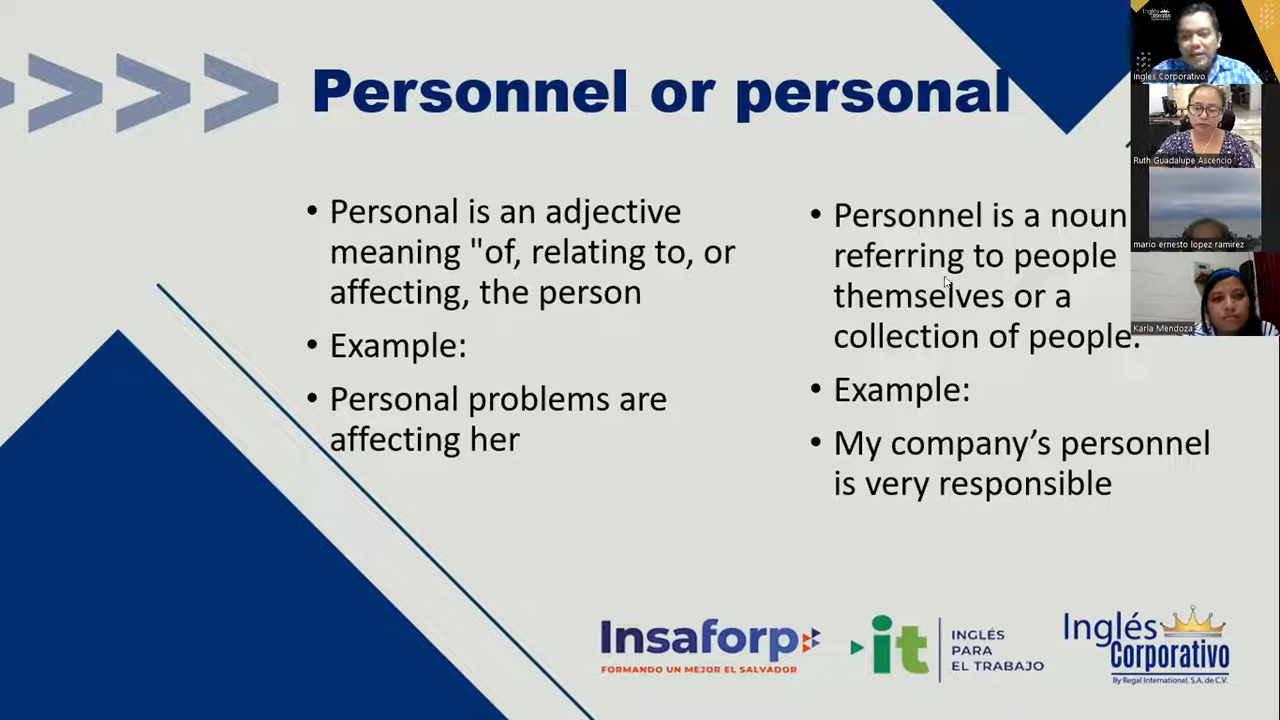 Personnel or personal
• Personal is an adjective
meaning "of, relating to, or
affecting, the person
• Example:
• Personal problems are
affecting her
• Personnel is a noun
referring to people
themselves or a
collection of people.
• Example:
• My company’s personnel
is very responsible
Inglés Corporativo
Ruth Guadalupe Ascencio
mario ernesto lopez ramirez
Karla Mendoza
Insaforp
FORMANDO UN MEJOR EL SALVADOR
it
INGLÉS
PARA
EL TRABAJO
Inglés
Corporativo
By Regal International, S.A. de C.V.
Inglés
Corporativo